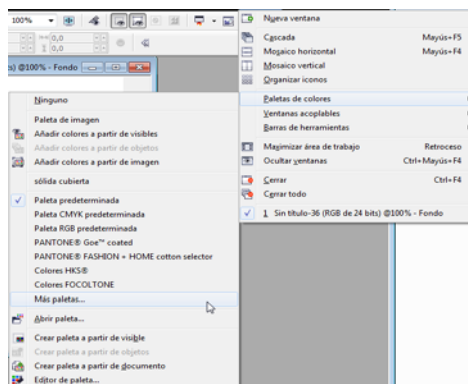 100%
0,0
0,0
s) @100% - Fondo
Nueva ventana
Cascada Mayús+F5
Mosaico horizontal Mayús+F4
Mosaico vertical
Organizar iconos
Paletas de colores
Ventanas acoplables
Barras de herramientas
Maximizar área de trabajo Retroceso
Ocultar ventanas Ctrl+Mayús+F4
Cerrar Ctrl+F4
Cerrar todo
1 Sin título-36 (RGB de 24 bits) @100% - Fondo
Ninguno
Paleta de imagen
Añadir colores a partir de visibles
Añadir colores a partir de objetos
Añadir colores a partir de imagen
sólida cubierta
Paleta predeterminada
Paleta CMYK predeterminada
Paleta RGB predeterminada
PANTONE® Goe™ coated
PANTONE® FASHION + HOME cotton selector
Colores HKS®
Colores FOCOLTONE
Más paletas...
Abrir paleta...
Crear paleta a partir de visible
Crear paleta a partir de objetos
Crear paleta a partir de documento
Editor de paleta...